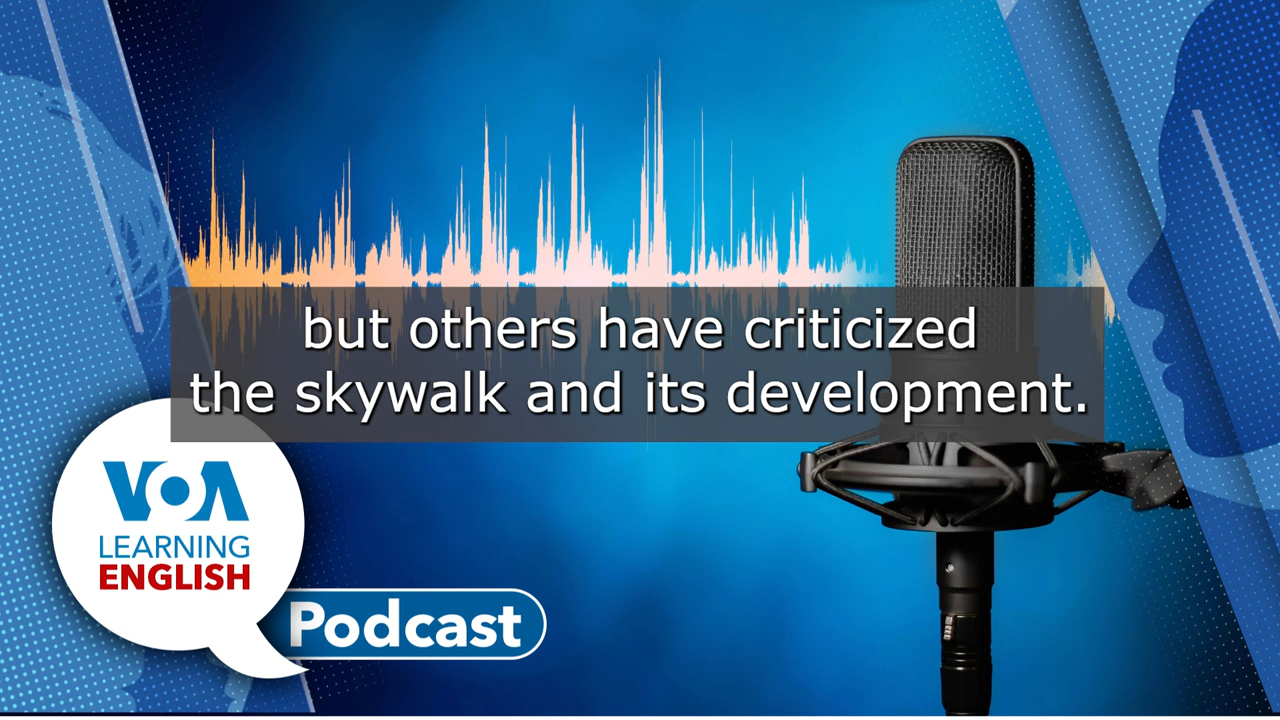 but others have criticized
the skywalk and its development.
VOA
LEARNING
ENGLISH
Podcast